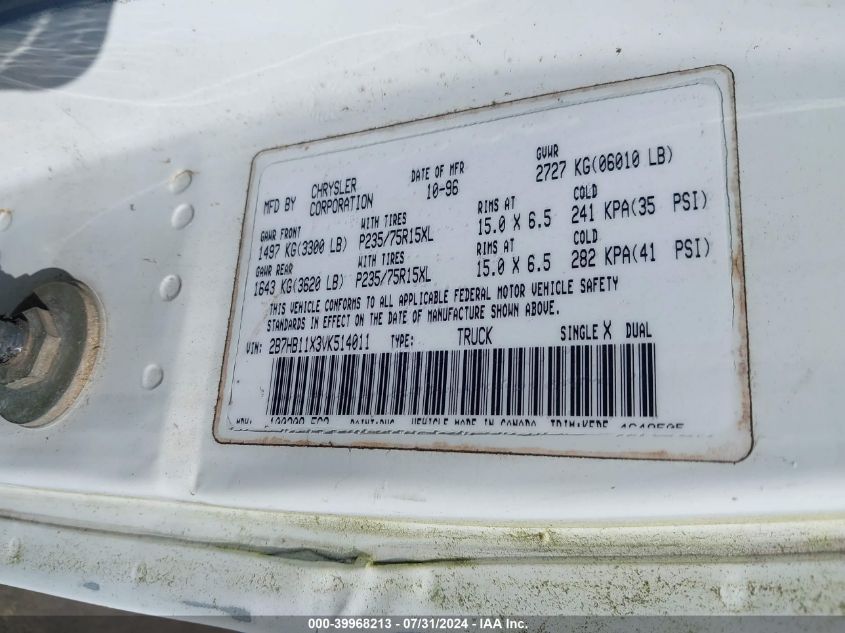 MFD BY CHRYSLER CORPORATION DATE OF MFR 10-96 GVWR 2727 KG(06010 LB)
GAWR FRONT WITH TIRES RIMS AT COLD
1497 KG(3300 LB) P235/75R15XL 15.0 X 6.5 241 KPA(35 PSI)
GAWR REAR WITH TIRES RIMS AT COLD
1643 KG(3620 LB) P235/75R15XL 15.0 X 6.5 282 KPA(41 PSI)
THIS VEHICLE CONFORMS TO ALL APPLICABLE FEDERAL MOTOR VEHICLE SAFETY
STANDARDS IN EFFECT ON THE DATE OF MANUFACTURE SHOWN ABOVE.
VIN: 2B7HB11X3VK514011 TYPE: TRUCK SINGLE X DUAL
VEHICLE MADE IN CANADA
000-39968213 - 07/31/2024 - IAA Inc.